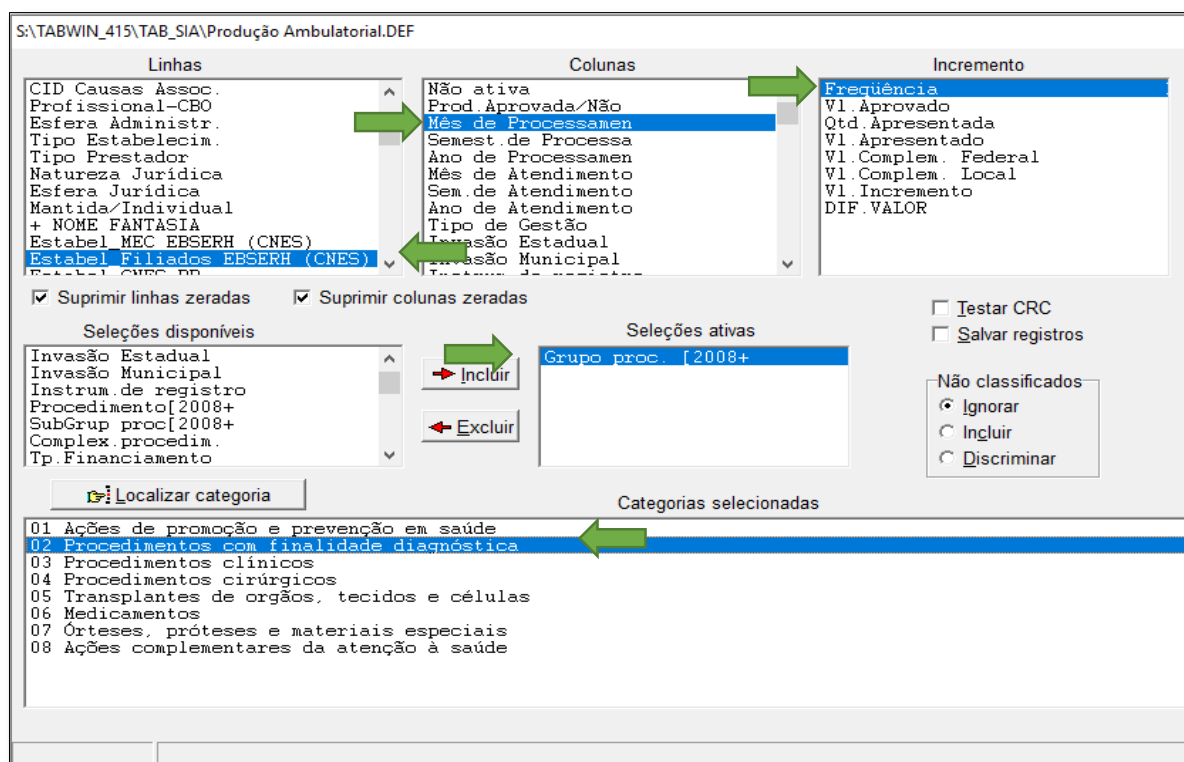 S:\TABWIN_415\TAB_SIA\Produção Ambulatorial.DEF
Linhas
CID Causas Assoc.
Profissional-CBO
Esfera Administr.
Tipo Estabelecim.
Tipo Prestador
Natureza Jurídica
Esfera Jurídica
Mantida/Individual
+ NOME FANTASIA
Estabel_MEC EBSERH (CNES)
Estabel_Filiados EBSERH (CNES)
Colunas
Não ativa
Prod.Aprovada/Não
Mês de Processamen
Semest.de Processa
Ano de Processamen
Mês de Atendimento
Sem.de Atendimento
Ano de Atendimento
Tipo de Gestão
Invasão Estadual
Invasão Municipal
Incremento
Freqüência
Vl.Aprovado
Qtd.Apresentada
Vl.Apresentado
Vl.Complem. Federal
Vl.Complem. Local
Vl.Incremento
DIF.VALOR
Suprimir linhas zeradas
Suprimir colunas zeradas
Testar CRC
Salvar registros
Seleções disponíveis
Invasão Estadual
Invasão Municipal
Instrum.de registro
Procedimento[2008+
SubGrup proc[2008+
Complex.procedim.
Tp.Financiamento
Incluir
Excluir
Seleções ativas
Grupo proc. [2008+
Não classificados
Ignorar
Incluir
Discriminar
Localizar categoria
Categorias selecionadas
01 Ações de promoção e prevenção em saúde
02 Procedimentos com finalidade diagnóstica
03 Procedimentos clínicos
04 Procedimentos cirúrgicos
05 Transplantes de orgãos, tecidos e células
06 Medicamentos
07 Órteses, próteses e materiais especiais
08 Ações complementares da atenção à saúde